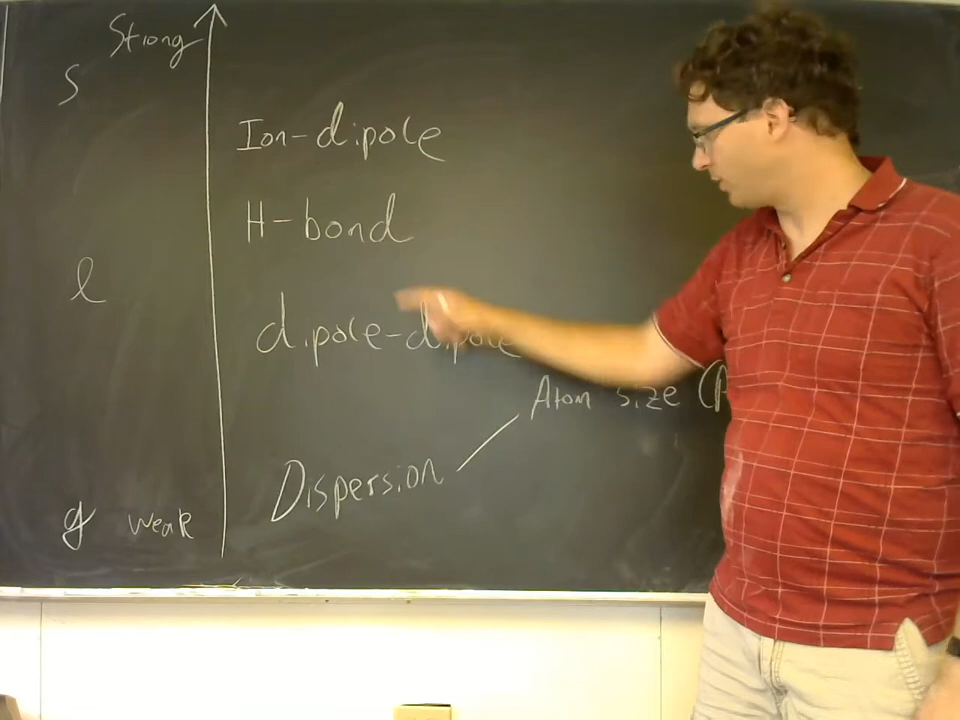 Strong
s
Ion-dipole
H-bond
l
dipole-dipole
Atom size (
Dispersion
g weak